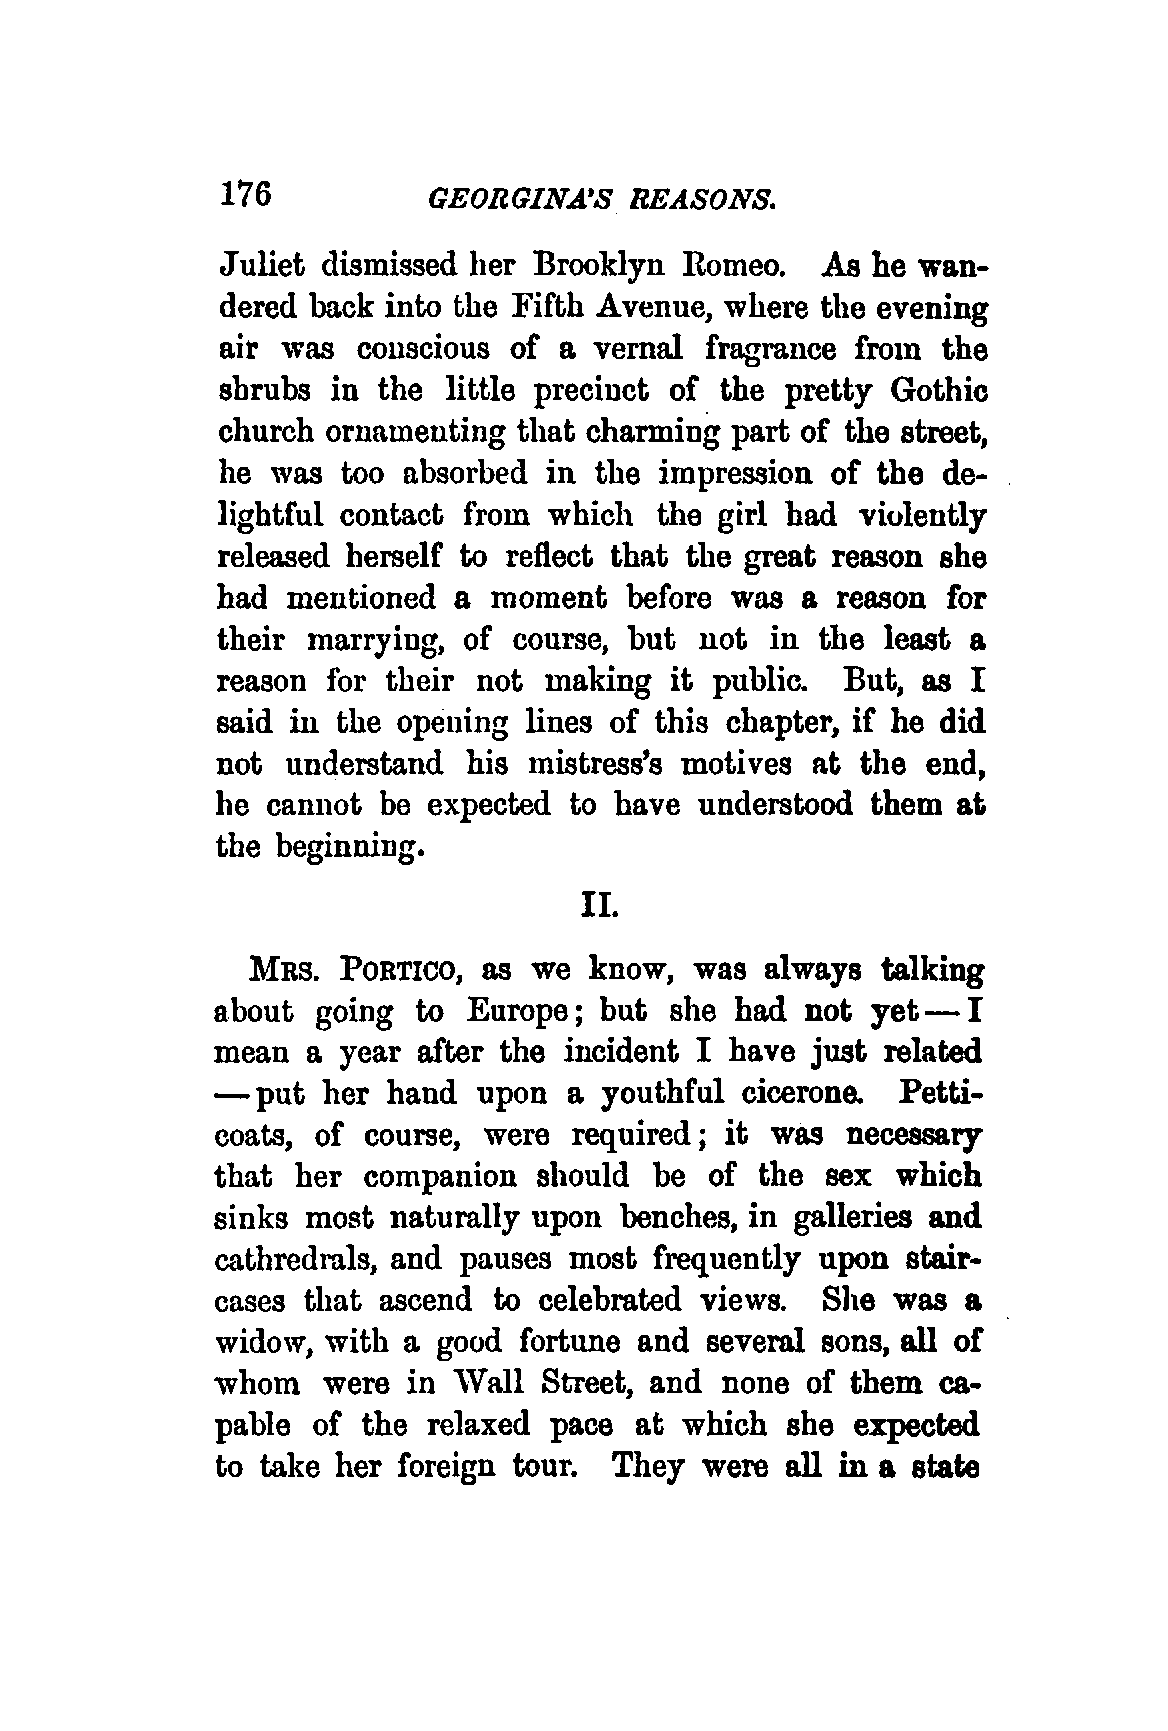 176 GEORGINA'S REASONS.
Juliet dismissed her Brooklyn Romeo. As he wan-
dered back into the Fifth Avenue, where the evening
air was conscious of a vernal fragrance from the
shrubs in the little precinct of the pretty Gothic
church ornamenting that charming part of the street,
he was too absorbed in the impression of the de-
lightful contact from which the girl had violently
released herself to reflect that the great reason she
had mentioned a moment before was a reason for
their marrying, of course, but not in the least a
reason for their not making it public. But, as I
said in the opening lines of this chapter, if he did
not understand his mistress's motives at the end,
he cannot be expected to have understood them at
the beginning.
II.
MRS. PORTICO, as we know, was always talking
about going to Europe; but she had not yet — I
mean a year after the incident I have just related
— put her hand upon a youthful cicerone. Petti-
coats, of course, were required; it was necessary
that her companion should be of the sex which
sinks most naturally upon benches, in galleries and
cathredrals, and pauses most frequently upon stair-
cases that ascend to celebrated views. She was a
widow, with a good fortune and several sons, all of
whom were in Wall Street, and none of them ca-
pable of the relaxed pace at which she expected
to take her foreign tour. They were all in a state